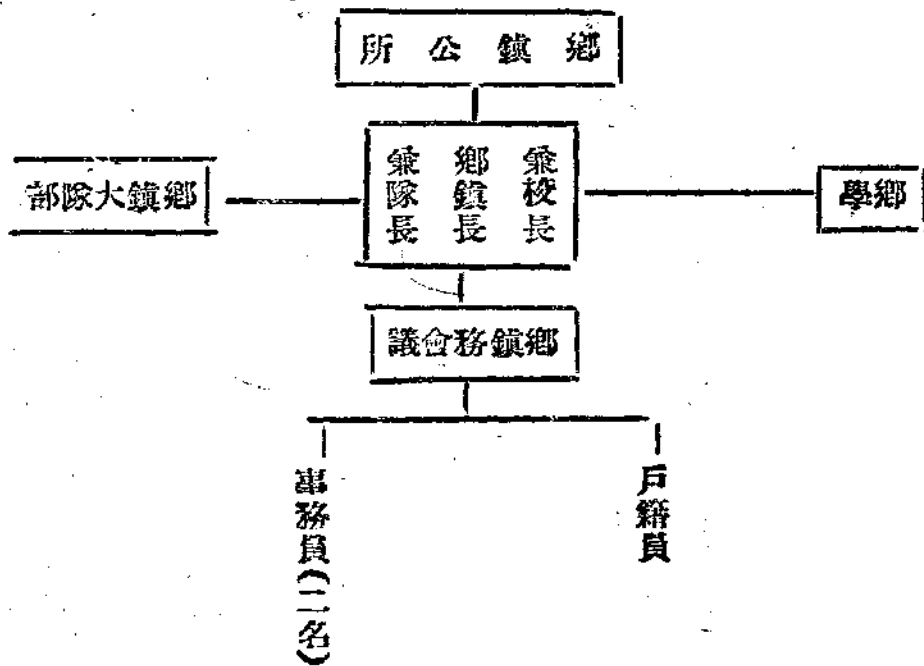 鄉鎮公所
兼校長
鄉鎮長
兼隊長
鄉學
鄉鎮大隊部
鄉鎮務會議
戶籍員
事務員(二名)